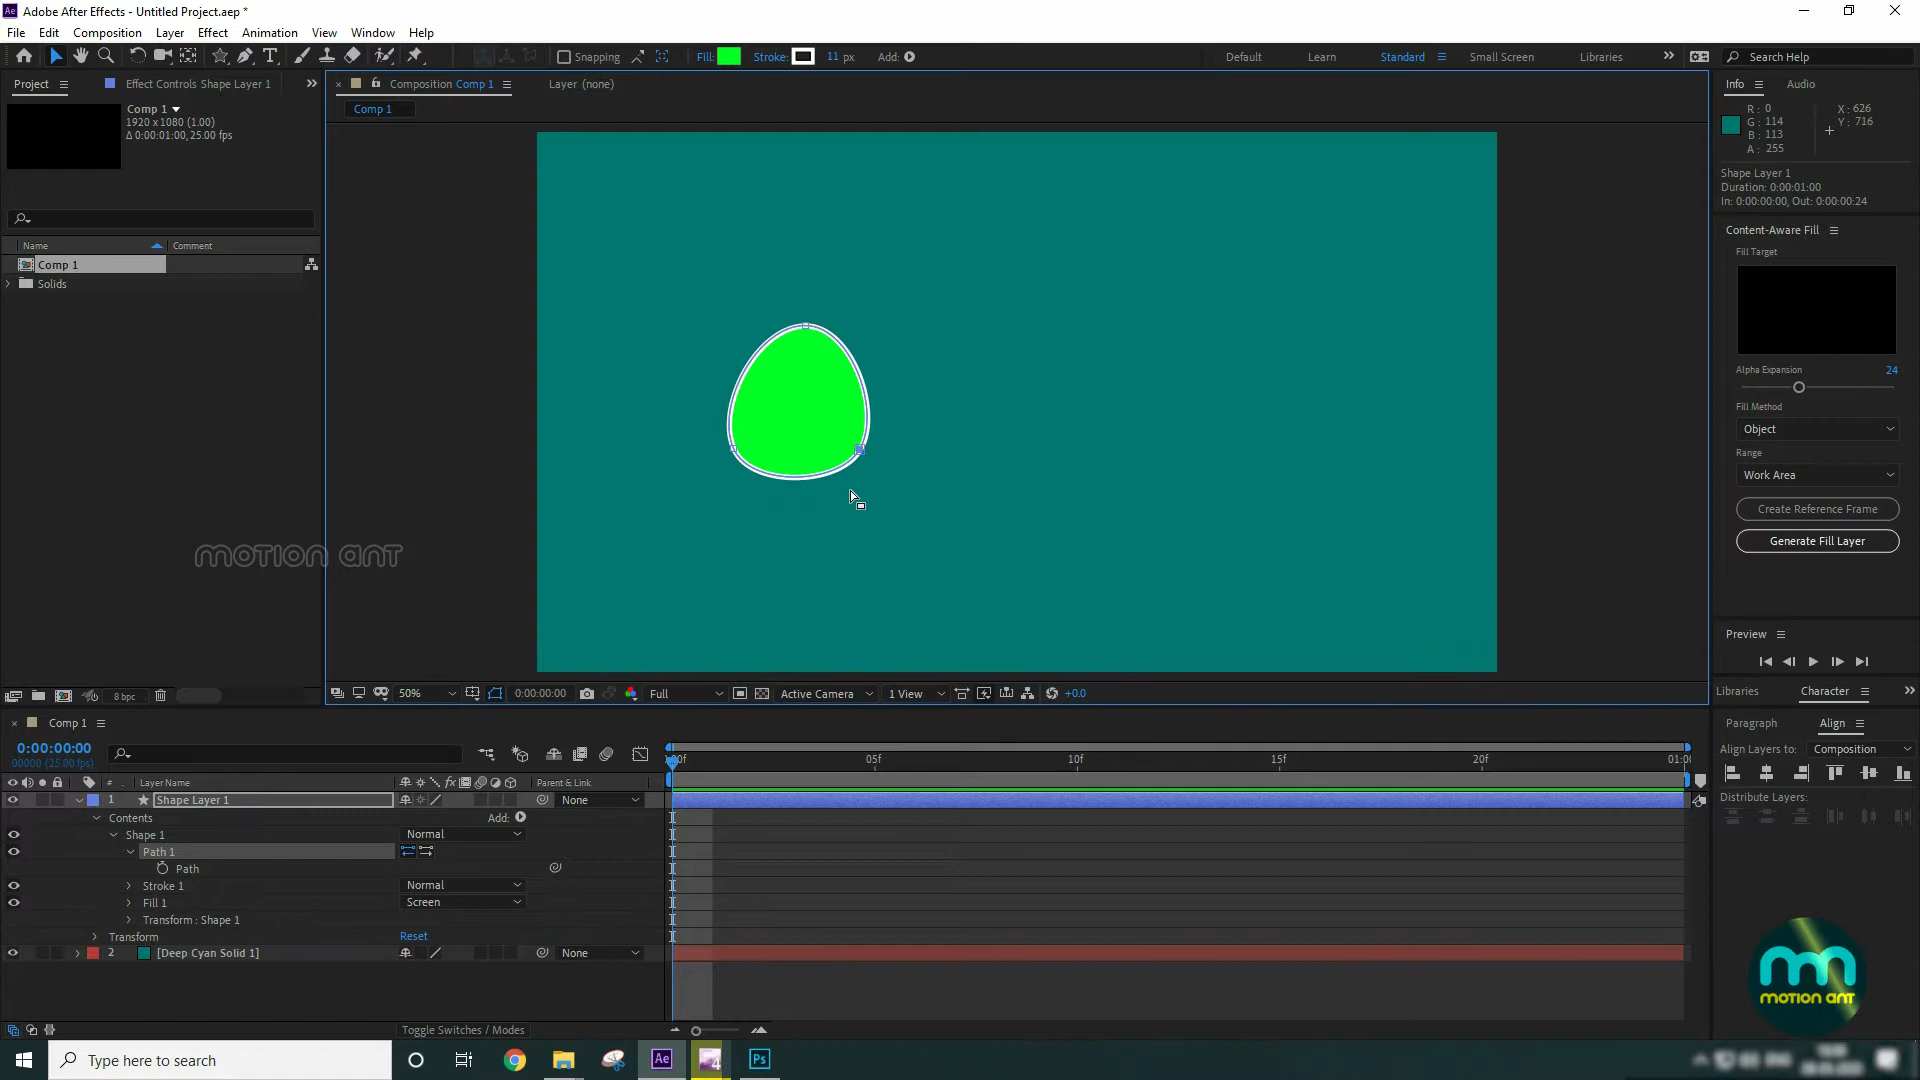 Adobe After Effects - Untitled Project.aep *
File Edit Composition Layer Effect Animation View Window Help
Snapping Fill: Stroke: 11 px Add: Default Learn Standard Small Screen Libraries Search Help
Project Effect Controls Shape Layer 1
Composition Comp 1 Layer (none)
Info Audio
Comp 1
1920 x 1080 (1.00)
Δ 0:00:01:00, 25.00 fps
Comp 1
R: 0
G: 114
B: 113
A: 255
X: 626
Y: 716
Shape Layer 1
Duration: 0:00:01:00
In: 0:00:00:00, Out: 0:00:00:24
Name Comment
Comp 1
Solids
Content-Aware Fill
Fill Target
Alpha Expansion 24
Fill Method
Object
Range
Work Area
Create Reference Frame
Generate Fill Layer
motion ant
Preview
8 bpc
50% 0:00:00:00 Full Active Camera 1 View +0.0
Libraries Character
Paragraph Align
Align Layers to: Composition
Distribute Layers:
Comp 1
0:00:00:00
00000 (25.00 fps)
05f 10f 15f 20f
# Layer Name Parent & Link
1 Shape Layer 1 None
Contents Add:
Shape 1 Normal
Path 1
Path
Stroke 1 Normal
Fill 1 Screen
Transform : Shape 1
Transform Reset
2 [Deep Cyan Solid 1] None
Toggle Switches / Modes
motion ant
Type here to search
Ae
4
Ps